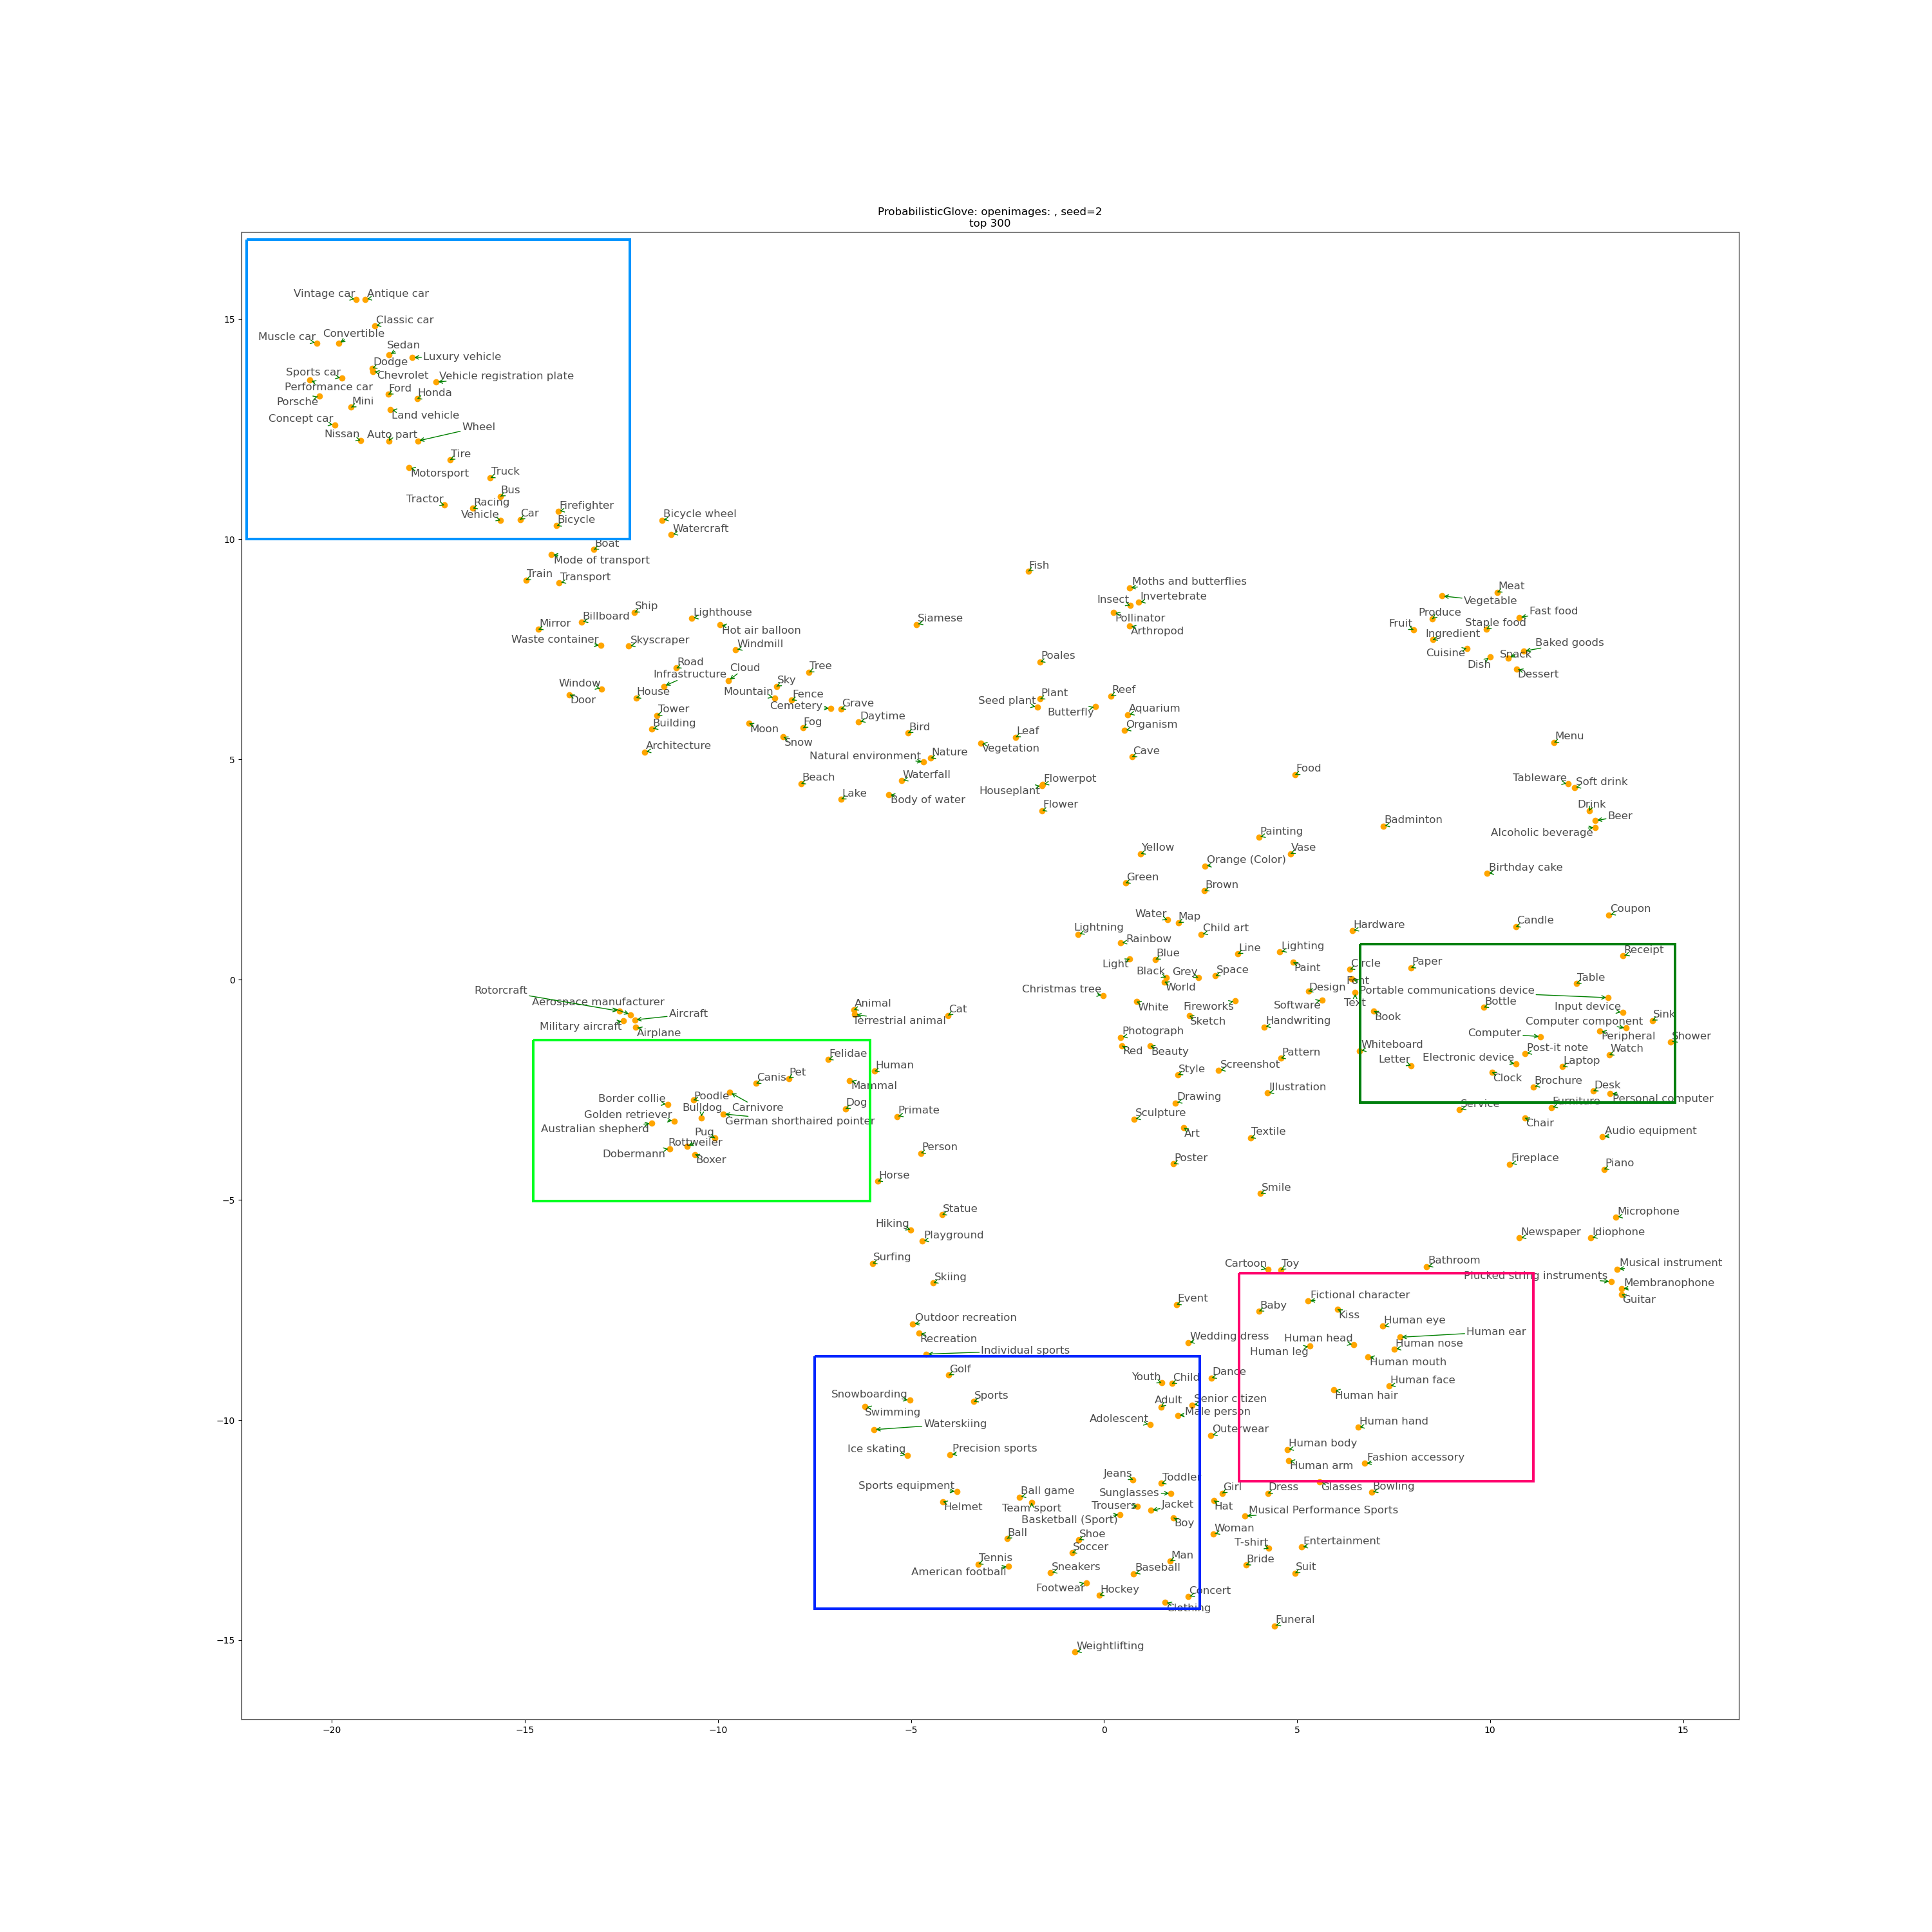 ProbabilisticGlove: openimages: , seed=2
top 300
15
10
5
0
−5
−10
−15
Vintage car
Antique car
Classic car
Muscle car
Convertible
Sedan
Luxury vehicle
Dodge
Sports car
Chevrolet
Vehicle registration plate
Performance car
Ford
Honda
Porsche
Mini
Land vehicle
Concept car
Wheel
Nissan
Auto part
Tire
Motorsport
Truck
Bus
Tractor
Racing
Firefighter
Vehicle
Car
Bicycle
Bicycle wheel
Watercraft
Boat
Mode of transport
Train
Transport
Fish
Moths and butterflies
Insect
Invertebrate
Pollinator
Arthropod
Meat
Vegetable
Produce
Fast food
Fruit
Staple food
Ingredient
Baked goods
Cuisine
Snack
Dish
Dessert
Ship
Lighthouse
Mirror
Billboard
Hot air balloon
Waste container
Skyscraper
Windmill
Siamese
Road
Cloud
Tree
Infrastructure
Sky
Window
House
Mountain
Fence
Door
Cemetery
Grave
Tower
Daytime
Building
Moon
Fog
Bird
Snow
Architecture
Natural environment
Nature
Beach
Waterfall
Lake
Body of water
Poales
Plant
Seed plant
Reef
Butterfly
Aquarium
Leaf
Organism
Vegetation
Cave
Flowerpot
Houseplant
Flower
Food
Menu
Tableware
Soft drink
Drink
Beer
Alcoholic beverage
Badminton
Painting
Vase
Yellow
Orange (Color)
Green
Brown
Birthday cake
Water
Map
Coupon
Candle
Hardware
Lightning
Child art
Rainbow
Line
Lighting
Blue
Light
Black
Grey
Space
Paint
World
Circle
Font
Paper
Receipt
Table
Christmas tree
White
Fireworks
Design
Software
Text
Portable communications device
Bottle
Input device
Sketch
Book
Computer component
Sink
Handwriting
Computer
Peripheral
Shower
Photograph
Red
Beauty
Whiteboard
Post-it note
Watch
Pattern
Letter
Electronic device
Laptop
Screenshot
Style
Clock
Brochure
Desk
Illustration
Drawing
Service
Furniture
Personal computer
Sculpture
Chair
Art
Textile
Audio equipment
Poster
Fireplace
Piano
Smile
Rotorcraft
Aerospace manufacturer
Aircraft
Military aircraft
Airplane
Animal
Cat
Terrestrial animal
Felidae
Human
Canis
Pet
Mammal
Border collie
Poodle
Carnivore
Dog
Bulldog
Golden retriever
German shorthaired pointer
Primate
Australian shepherd
Pug
Rottweiler
Dobermann
Boxer
Person
Horse
Statue
Hiking
Playground
Surfing
Skiing
Microphone
Newspaper
Idiophone
Bathroom
Musical instrument
Plucked string instruments
Membranophone
Guitar
Cartoon
Toy
Event
Baby
Fictional character
Kiss
Outdoor recreation
Human eye
Recreation
Wedding dress
Human head
Human ear
Human nose
Individual sports
Human leg
Human mouth
Golf
Youth
Child
Dance
Human face
Snowboarding
Sports
Adult
Senior citizen
Human hair
Swimming
Male person
Waterskiing
Adolescent
Outerwear
Human hand
Ice skating
Precision sports
Human body
Human arm
Fashion accessory
Jeans
Toddler
Sports equipment
Ball game
Sunglasses
Girl
Dress
Glasses
Bowling
Helmet
Team sport
Trousers
Jacket
Hat
Musical Performance Sports
Basketball (Sport)
Boy
Ball
Shoe
Woman
Soccer
T-shirt
Entertainment
Tennis
Man
Bride
American football
Sneakers
Baseball
Suit
Footwear
Hockey
Concert
Clothing
Funeral
Weightlifting
−20
−15
−10
−5
0
5
10
15